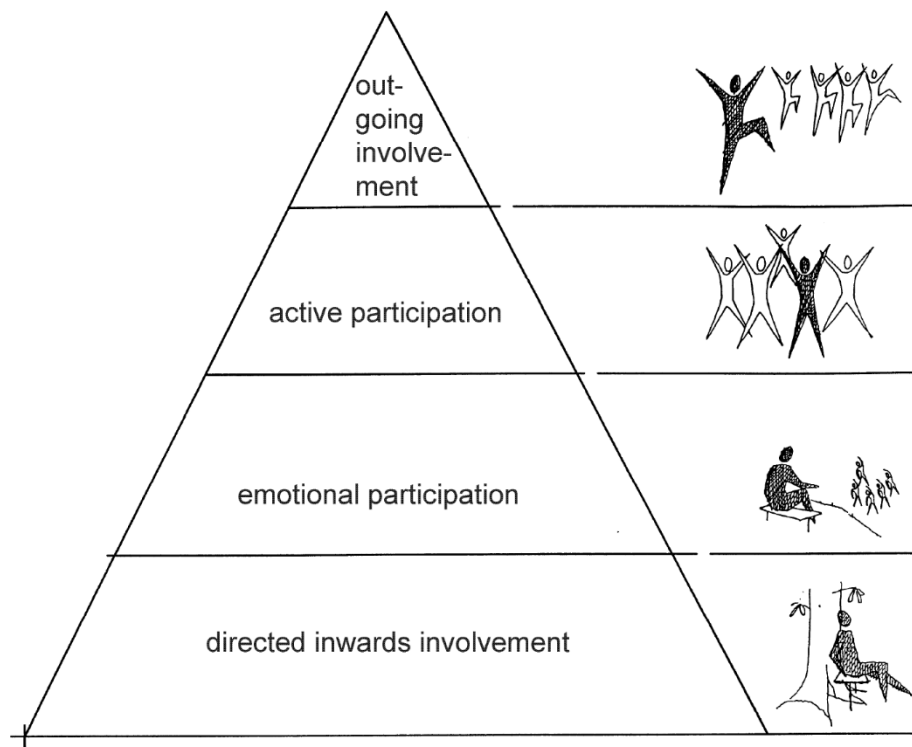 out-
going
involve-
ment
active participation
emotional participation
directed inwards involvement